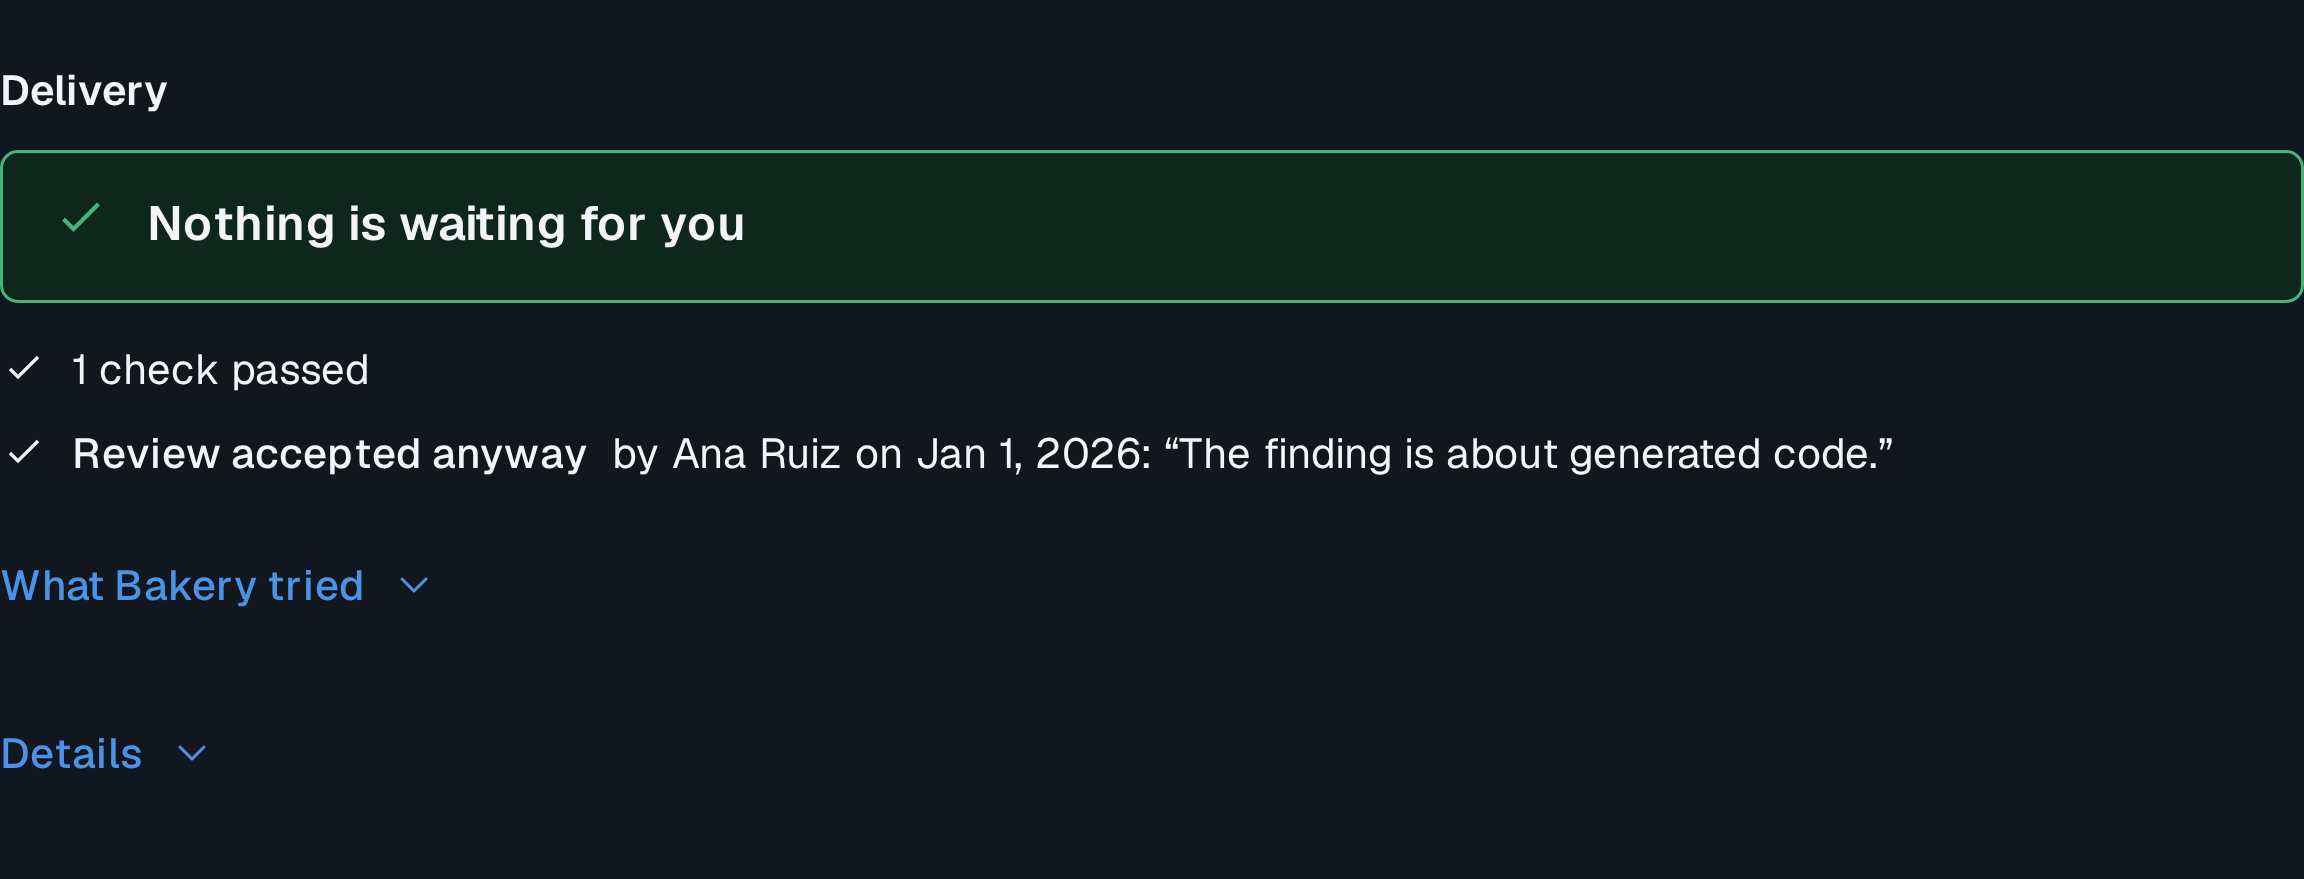 Delivery
Nothing is waiting for you
1 check passed
Review accepted anyway by Ana Ruiz on Jan 1, 2026: “The finding is about generated code.”
What Bakery tried
Details